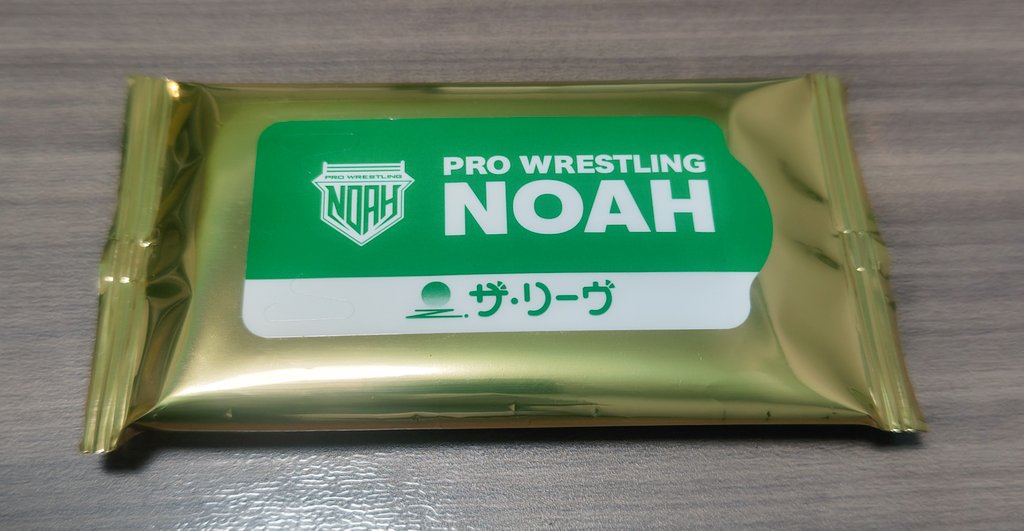 PRO WRESTLING
NOAH
PRO WRESTLING
NOAH
ザ・リーヴ